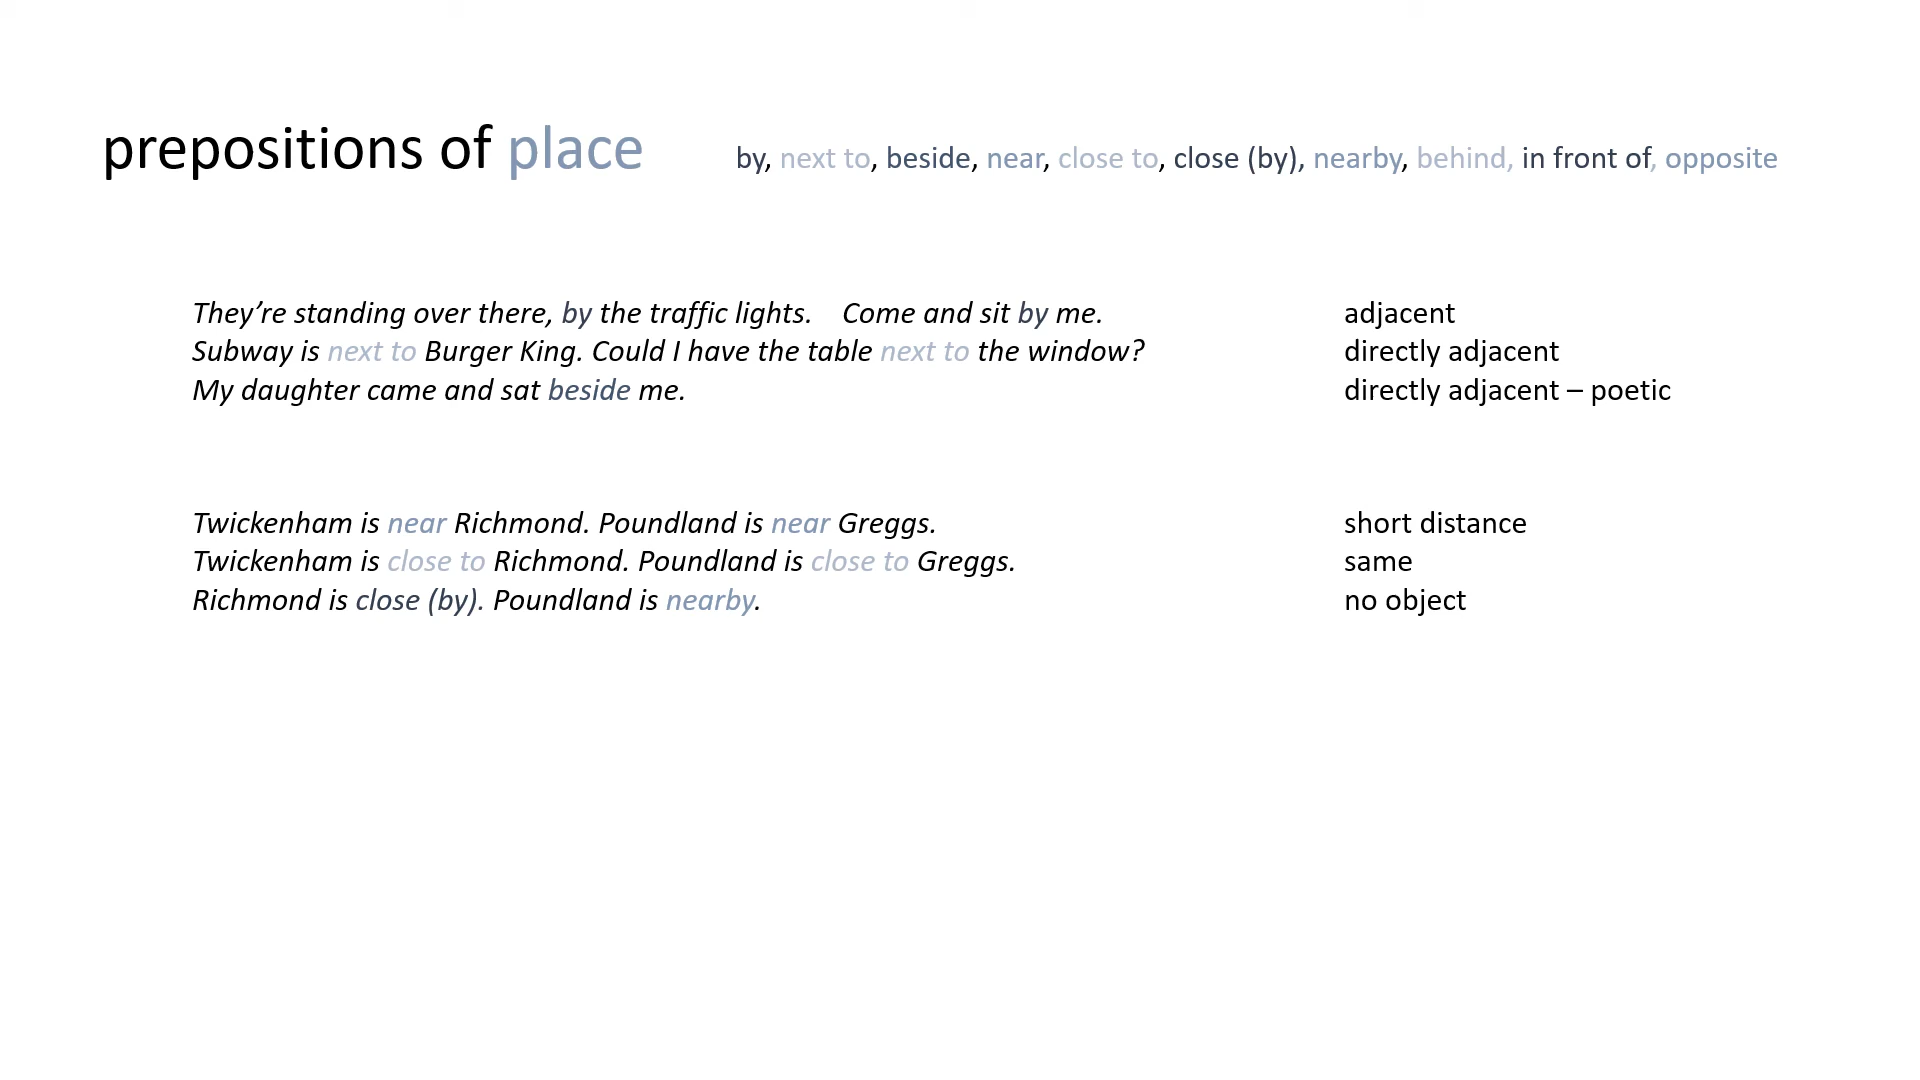 prepositions of place
by, next to, beside, near, close to, close (by), nearby, behind, in front of, opposite
They’re standing over there, by the traffic lights. Come and sit by me.
adjacent
Subway is next to Burger King. Could I have the table next to the window?
directly adjacent
My daughter came and sat beside me.
directly adjacent – poetic
Twickenham is near Richmond. Poundland is near Greggs.
short distance
Twickenham is close to Richmond. Poundland is close to Greggs.
same
Richmond is close (by). Poundland is nearby.
no object